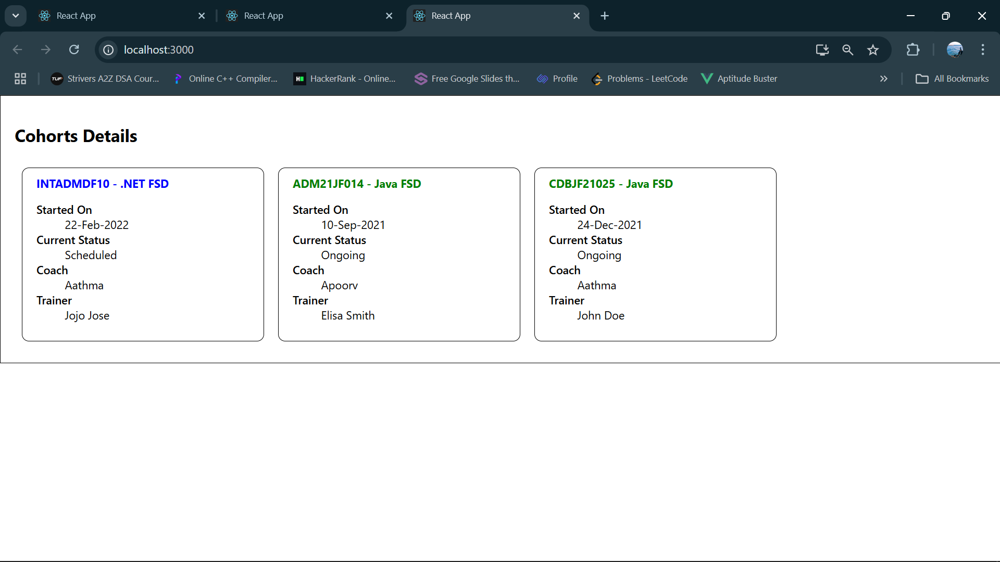 React App
React App
React App
localhost:3000
TUF Strivers A2Z DSA Cour... Online C++ Compiler... H HackerRank - Online... Free Google Slides th... Profile Problems - LeetCode Aptitude Buster » All Bookmarks
Cohorts Details
INTADMDF10 - .NET FSD
Started On
22-Feb-2022
Current Status
Scheduled
Coach
Aathma
Trainer
Jojo Jose
ADM21JF014 - Java FSD
Started On
10-Sep-2021
Current Status
Ongoing
Coach
Apoorv
Trainer
Elisa Smith
CDBJF21025 - Java FSD
Started On
24-Dec-2021
Current Status
Ongoing
Coach
Aathma
Trainer
John Doe